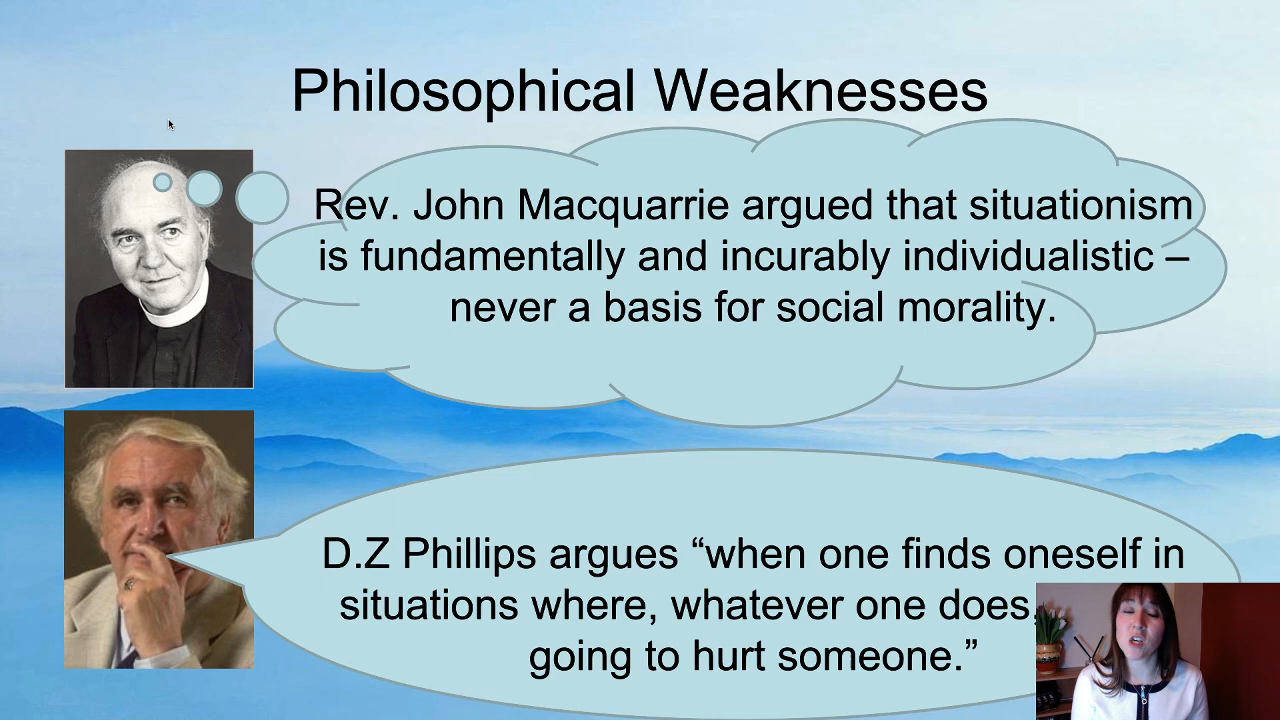 Philosophical Weaknesses
Rev. John Macquarrie argued that situationism
is fundamentally and incurably individualistic –
never a basis for social morality.
D.Z Phillips argues “when one finds oneself in
situations where, whatever one does,
going to hurt someone.”